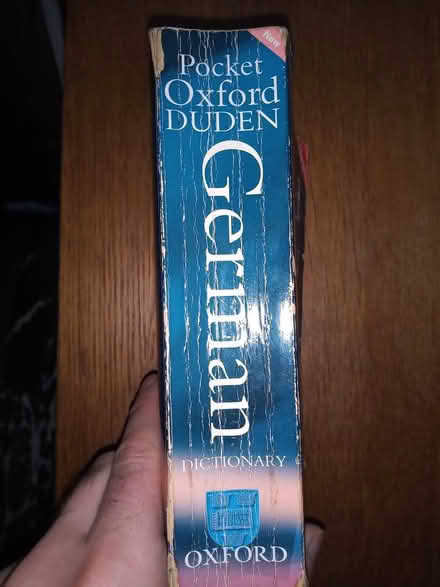 New
Pocket
Oxford
DUDEN
German
DICTIONARY
OXFORD